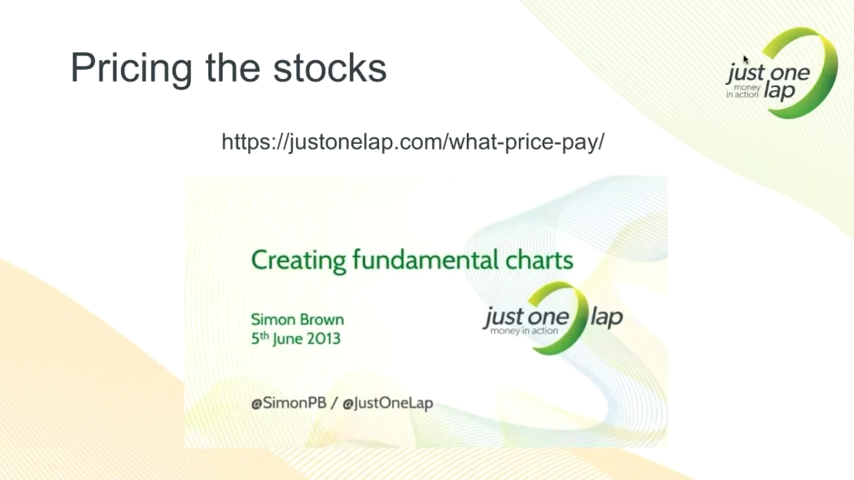 Pricing the stocks
just one lap
money
in action
https://justonelap.com/what-price-pay/
Creating fundamental charts
Simon Brown
5th June 2013
just one lap
money in action
@SimonPB / @JustOneLap